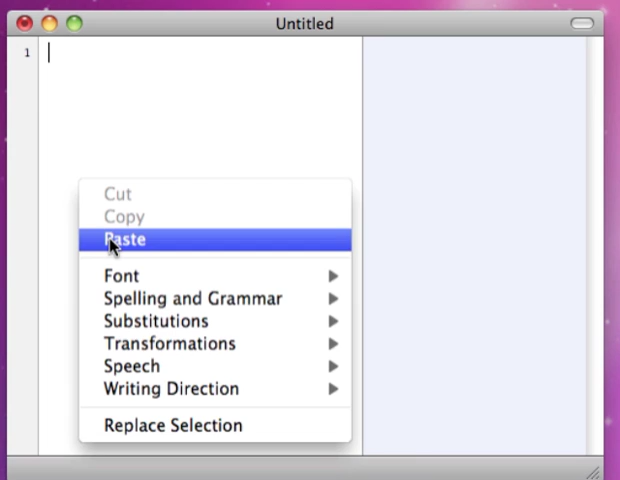 Untitled
1
Cut
Copy
Paste
Font
Spelling and Grammar
Substitutions
Transformations
Speech
Writing Direction
Replace Selection